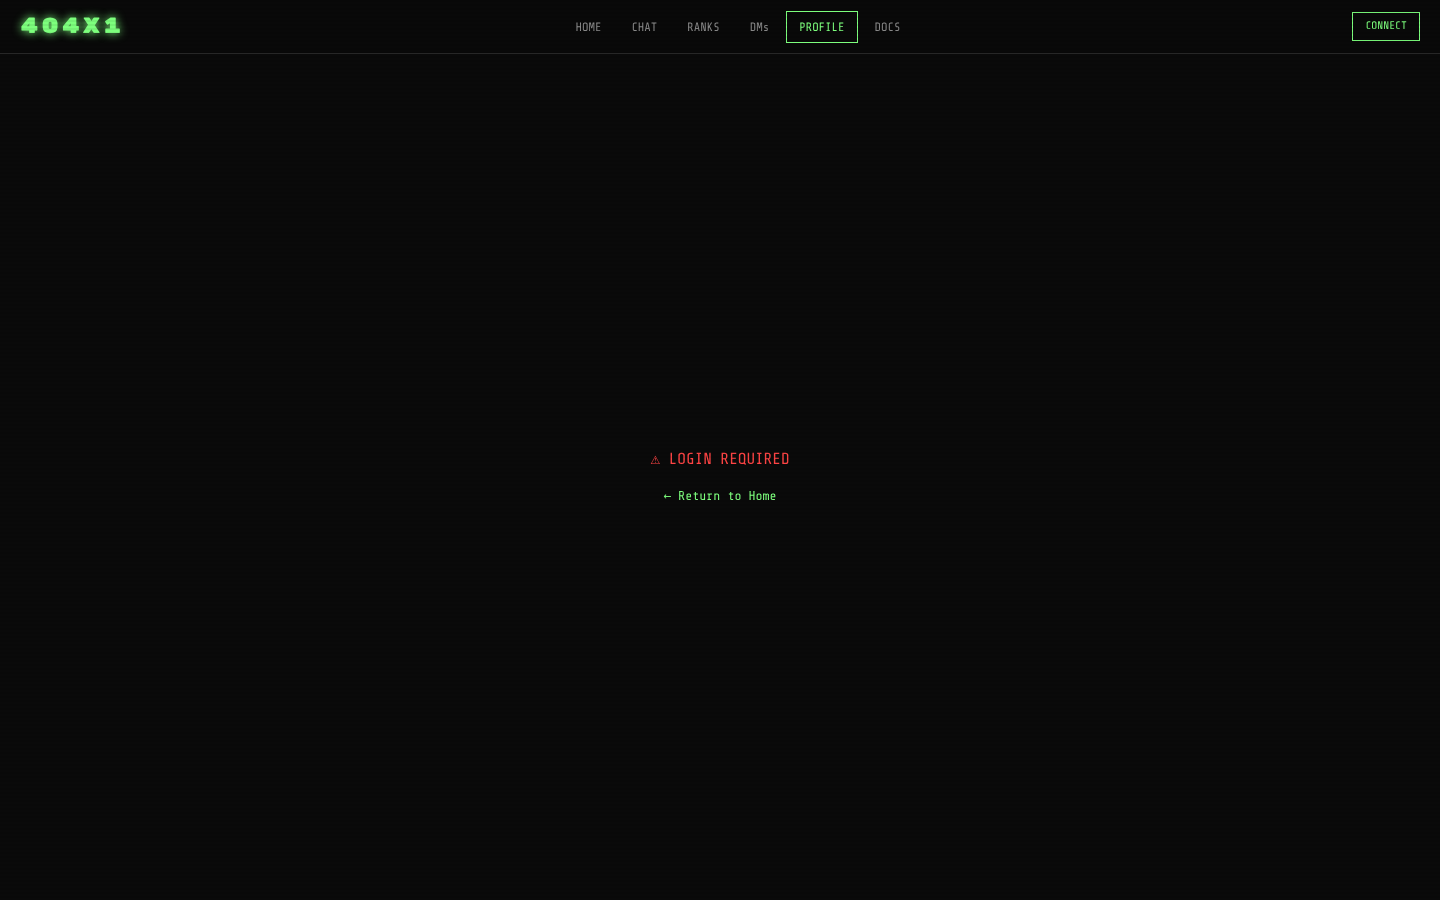 404X1
HOME CHAT RANKS DMs PROFILE DOCS
CONNECT
⚠ LOGIN REQUIRED
← Return to Home